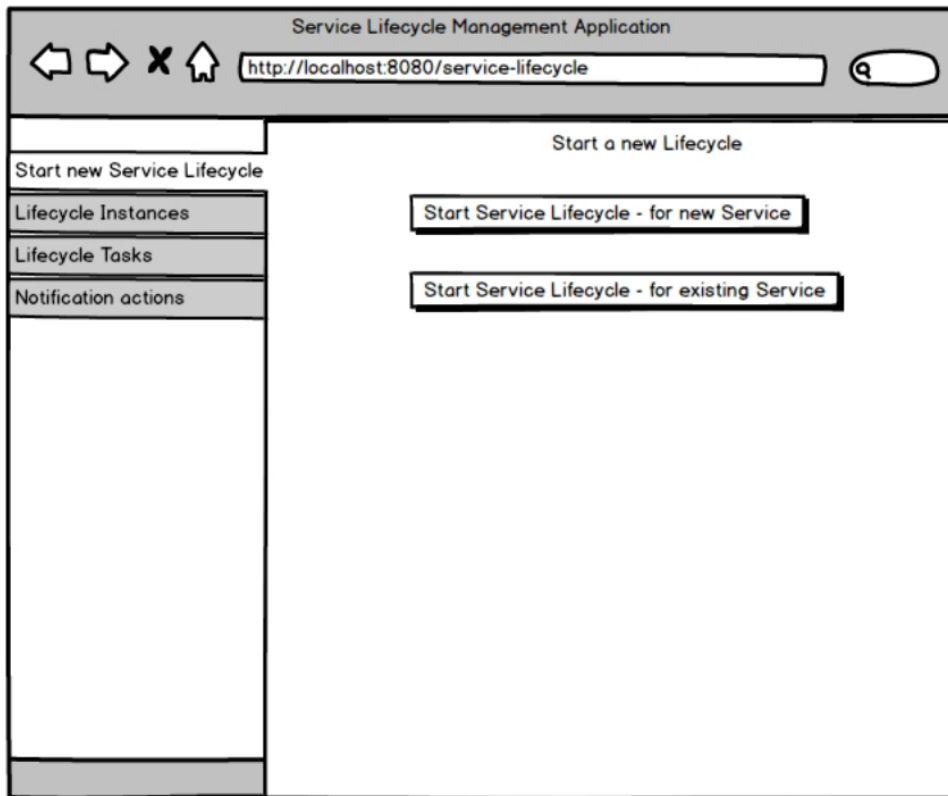 Service Lifecycle Management Application
http://localhost:8080/service-lifecycle
Start new Service Lifecycle
Lifecycle Instances
Lifecycle Tasks
Notification actions
Start a new Lifecycle
Start Service Lifecycle - for new Service
Start Service Lifecycle - for existing Service